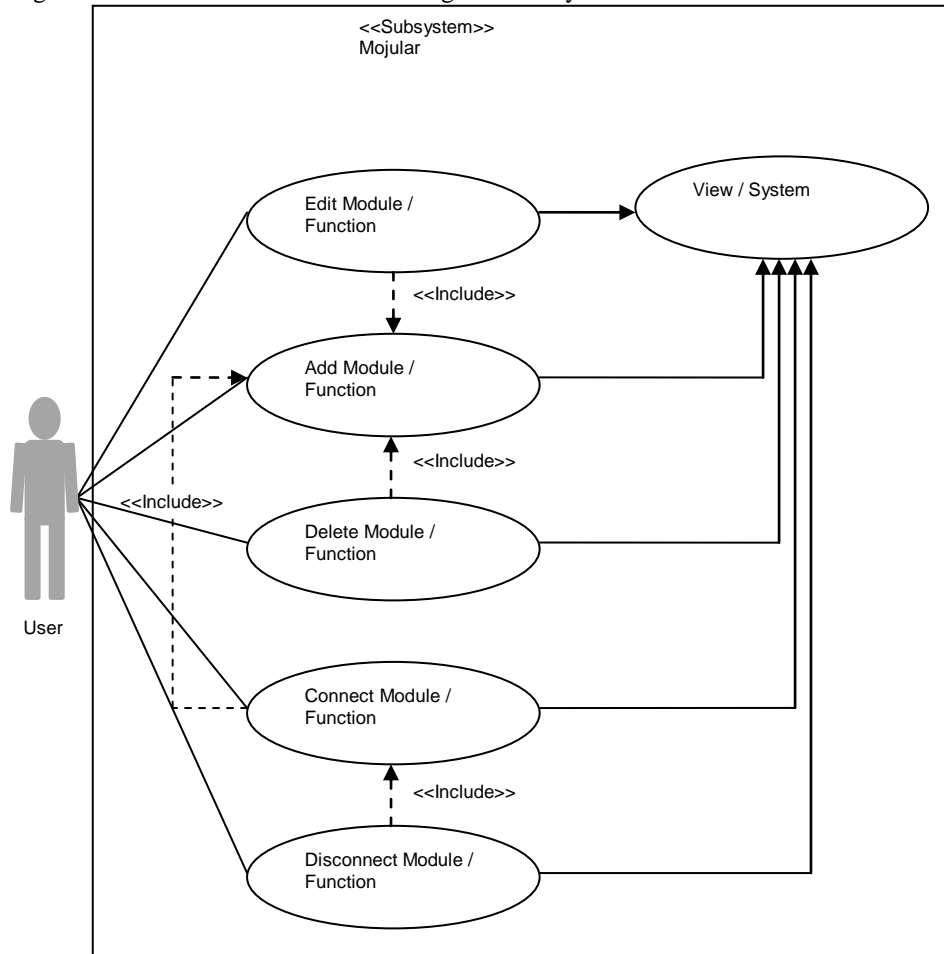 <<Subsystem>>
Mojular
View / System
Edit Module /
Function
<<Include>>
Add Module /
Function
<<Include>>
<<Include>>
Delete Module /
Function
User
Connect Module /
Function
<<Include>>
Disconnect Module /
Function